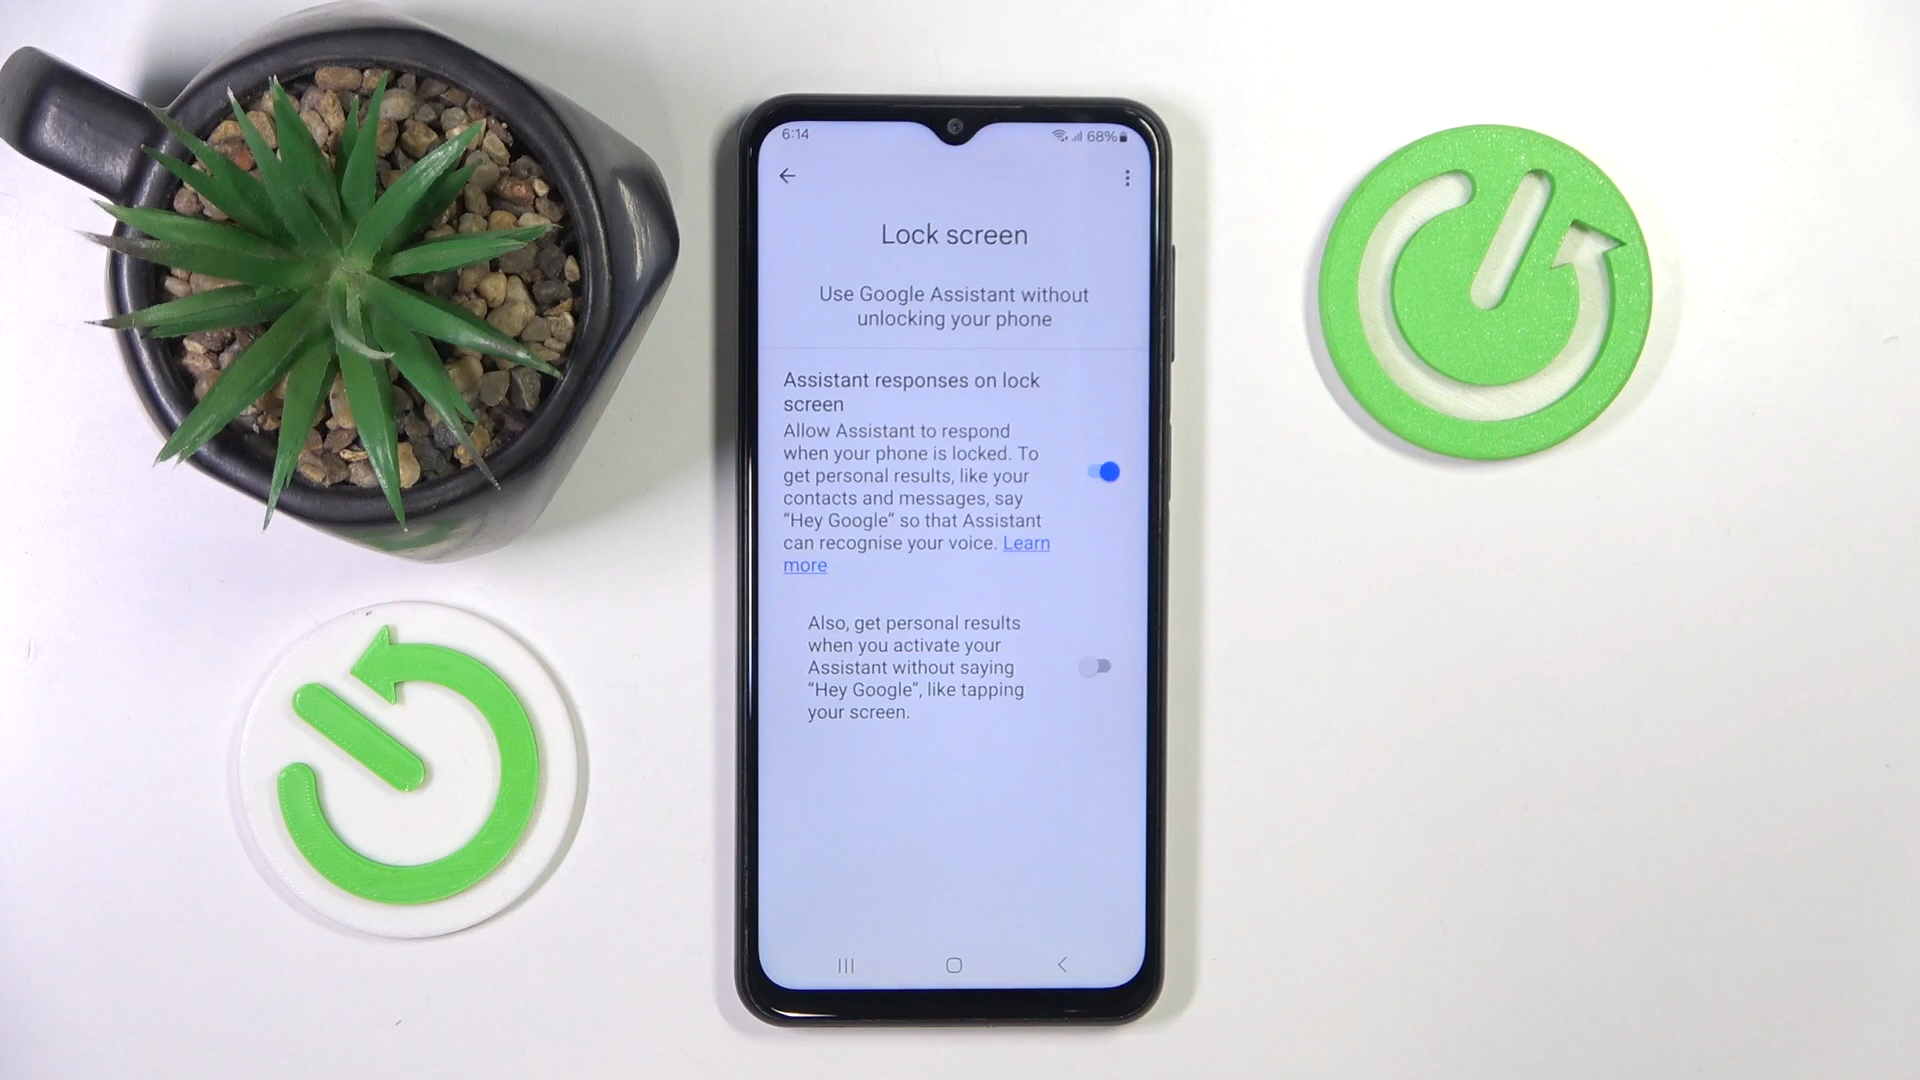 6:14
68%
Lock screen
Use Google Assistant without
unlocking your phone
Assistant responses on lock
screen
Allow Assistant to respond
when your phone is locked. To
get personal results, like your
contacts and messages, say
“Hey Google” so that Assistant
can recognise your voice. Learn
more
Also, get personal results
when you activate your
Assistant without saying
“Hey Google”, like tapping
your screen.